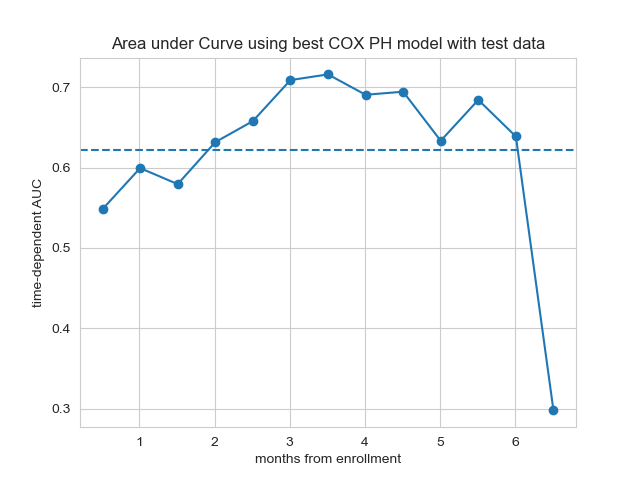 Area under Curve using best COX PH model with test data
time-dependent AUC
0.7
0.6
0.5
0.4
0.3
1 2 3 4 5 6
months from enrollment